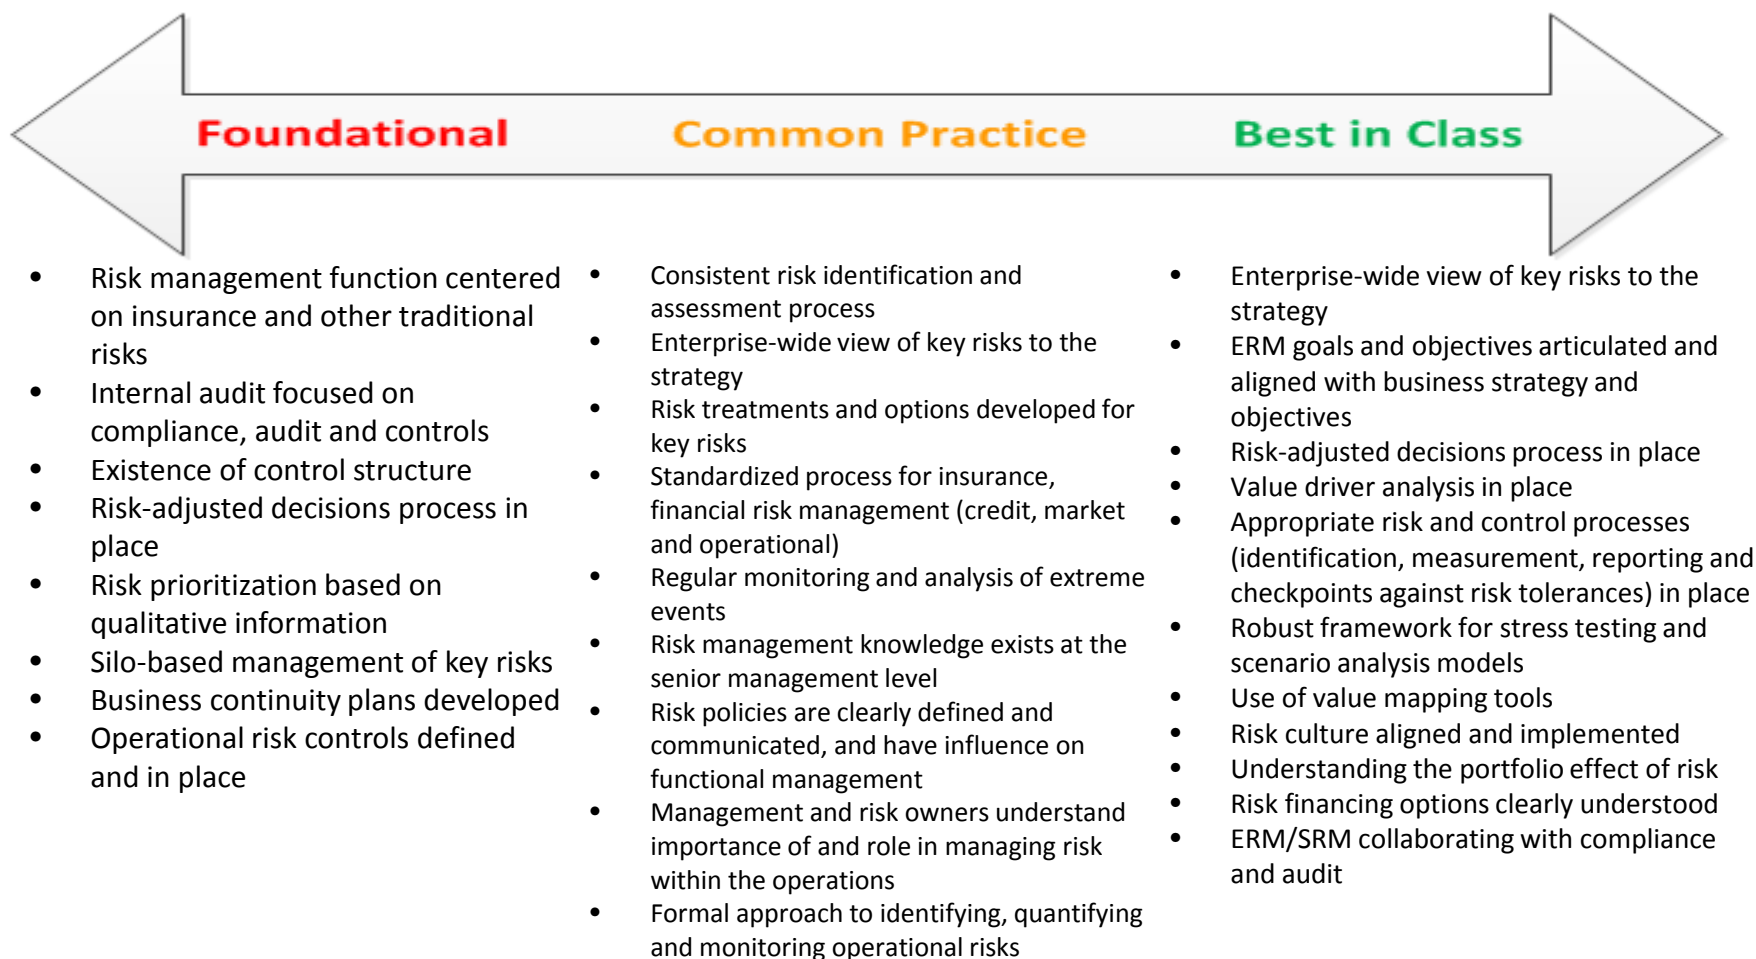 Foundational
Common Practice
Best in Class
• Risk management function centered
on insurance and other traditional
risks
• Internal audit focused on
compliance, audit and controls
• Existence of control structure
• Risk-adjusted decisions process in
place
• Risk prioritization based on
qualitative information
• Silo-based management of key risks
• Business continuity plans developed
• Operational risk controls defined
and in place
• Consistent risk identification and
assessment process
• Enterprise-wide view of key risks to the
strategy
• Risk treatments and options developed for
key risks
• Standardized process for insurance,
financial risk management (credit, market
and operational)
• Regular monitoring and analysis of extreme
events
• Risk management knowledge exists at the
senior management level
• Risk policies are clearly defined and
communicated, and have influence on
functional management
• Management and risk owners understand
importance of and role in managing risk
within the operations
• Formal approach to identifying, quantifying
and monitoring operational risks
• Enterprise-wide view of key risks to the
strategy
• ERM goals and objectives articulated and
aligned with business strategy and
objectives
• Risk-adjusted decisions process in place
• Value driver analysis in place
• Appropriate risk and control processes
(identification, measurement, reporting and
checkpoints against risk tolerances) in place
• Robust framework for stress testing and
scenario analysis models
• Use of value mapping tools
• Risk culture aligned and implemented
• Understanding the portfolio effect of risk
• Risk financing options clearly understood
• ERM/SRM collaborating with compliance
and audit